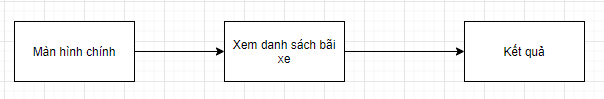 Màn hình chính
Xem danh sách bãi
xe
Kết quả